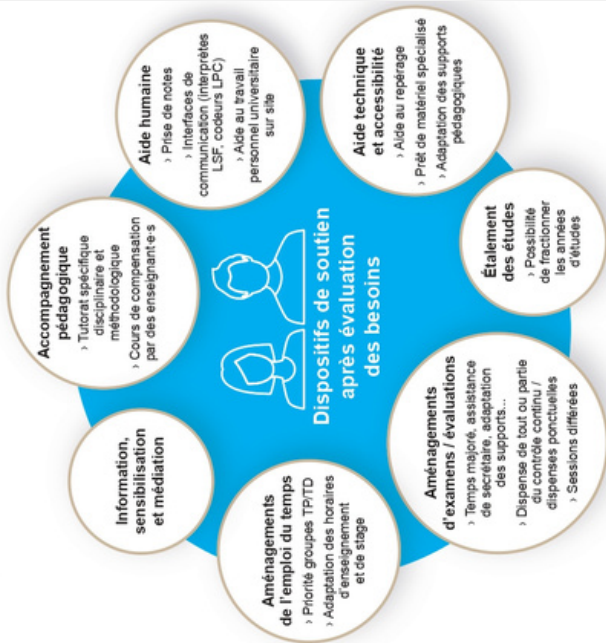 Dispositifs de soutien
après évaluation
des besoins
Information,
sensibilisation
et médiation
Accompagnement
pédagogique
› Tutorat spécifique
disciplinaire et
méthodologique
› Cours de compensation
par des enseignant·e·s
Aide humaine
› Prise de notes
› Interfaces de
communication (interprètes
LSF, codeurs LPC)
› Aide au travail
personnel universitaire
sur site
Aide technique
et accessibilité
› Aide au repérage
› Prêt de matériel spécialisé
› Adaptation des supports
pédagogiques
Étalement
des études
› Possibilité
de fractionner
les années
d'études
Aménagements
d'examens / évaluations
› Temps majoré, assistance
de secrétaire, adaptation
des supports...
› Dispense de tout ou partie
du contrôle continu /
dispenses ponctuelles
› Sessions différées
Aménagements
de l'emploi du temps
› Priorité groupes TP/TD
› Adaptation des horaires
d'enseignement
et de stage